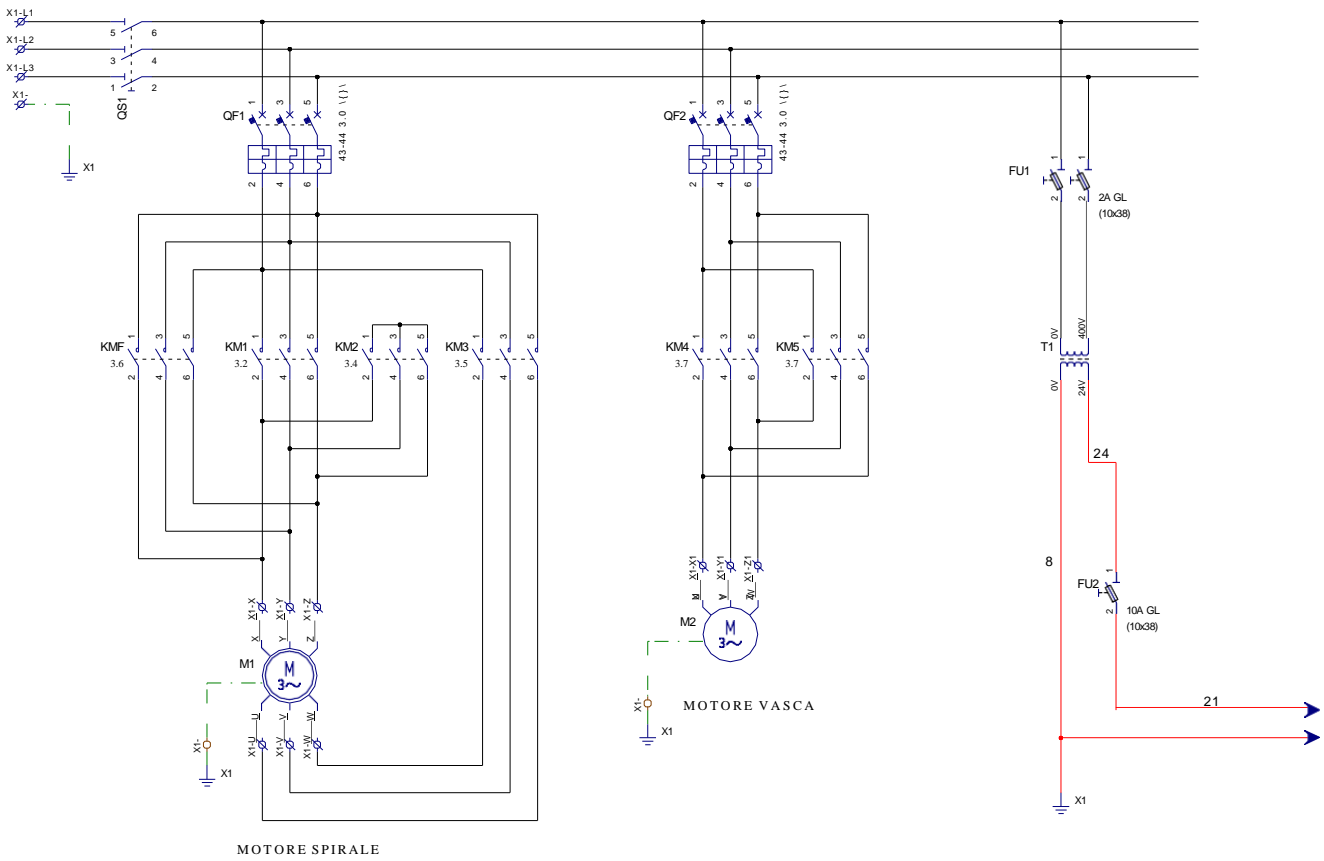 X1-L1
5 6
X1-L2
3 4
X1-L3
1 2
X1-
QS1
X1
QF1
1 3 5
43-44 3.0 \{}\
2 4 6
QF2
1 3 5
43-44 3.0 \{}\
2 4 6
FU1
1 1
2 2
2A GL
(10x38)
KMF
3.6
1 3 5
2 4 6
KM1
3.2
1 3 5
2 4 6
KM2
3.4
1 3 5
2 4 6
KM3
3.5
1 3 5
2 4 6
KM4
3.7
1 3 5
2 4 6
KM5
3.7
1 3 5
2 4 6
0V 400V
T1
0V 24V
24
8
FU2
1
2
10A GL
(10x38)
21
X1
X1-X X1-Y X1-Z
X Y Z
M1
M
3~
U V W
X1-U X1-V X1-W
X1-
X1
MOTORE SPIRALE
X1-X1 X1-Y1 X1-Z1
M2
M
3~
X1-
X1
MOTORE VASCA